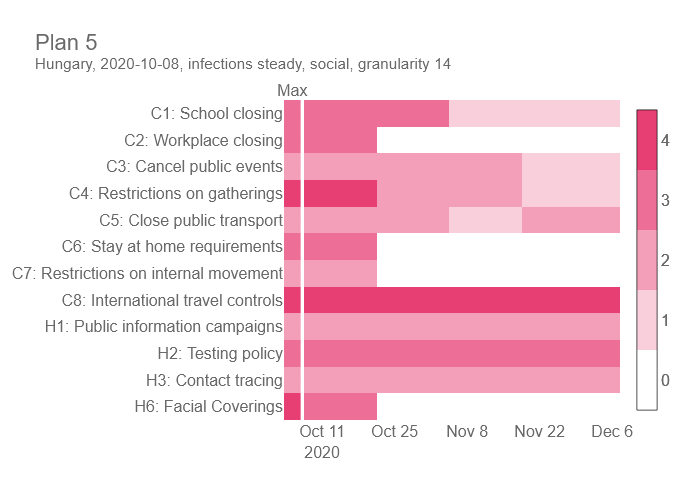 Plan 5
Hungary, 2020-10-08, infections steady, social, granularity 14
Max
C1: School closing
C2: Workplace closing
C3: Cancel public events
C4: Restrictions on gatherings
C5: Close public transport
C6: Stay at home requirements
C7: Restrictions on internal movement
C8: International travel controls
H1: Public information campaigns
H2: Testing policy
H3: Contact tracing
H6: Facial Coverings
4
3
2
1
0
Oct 11 Oct 25 Nov 8 Nov 22 Dec 6
2020